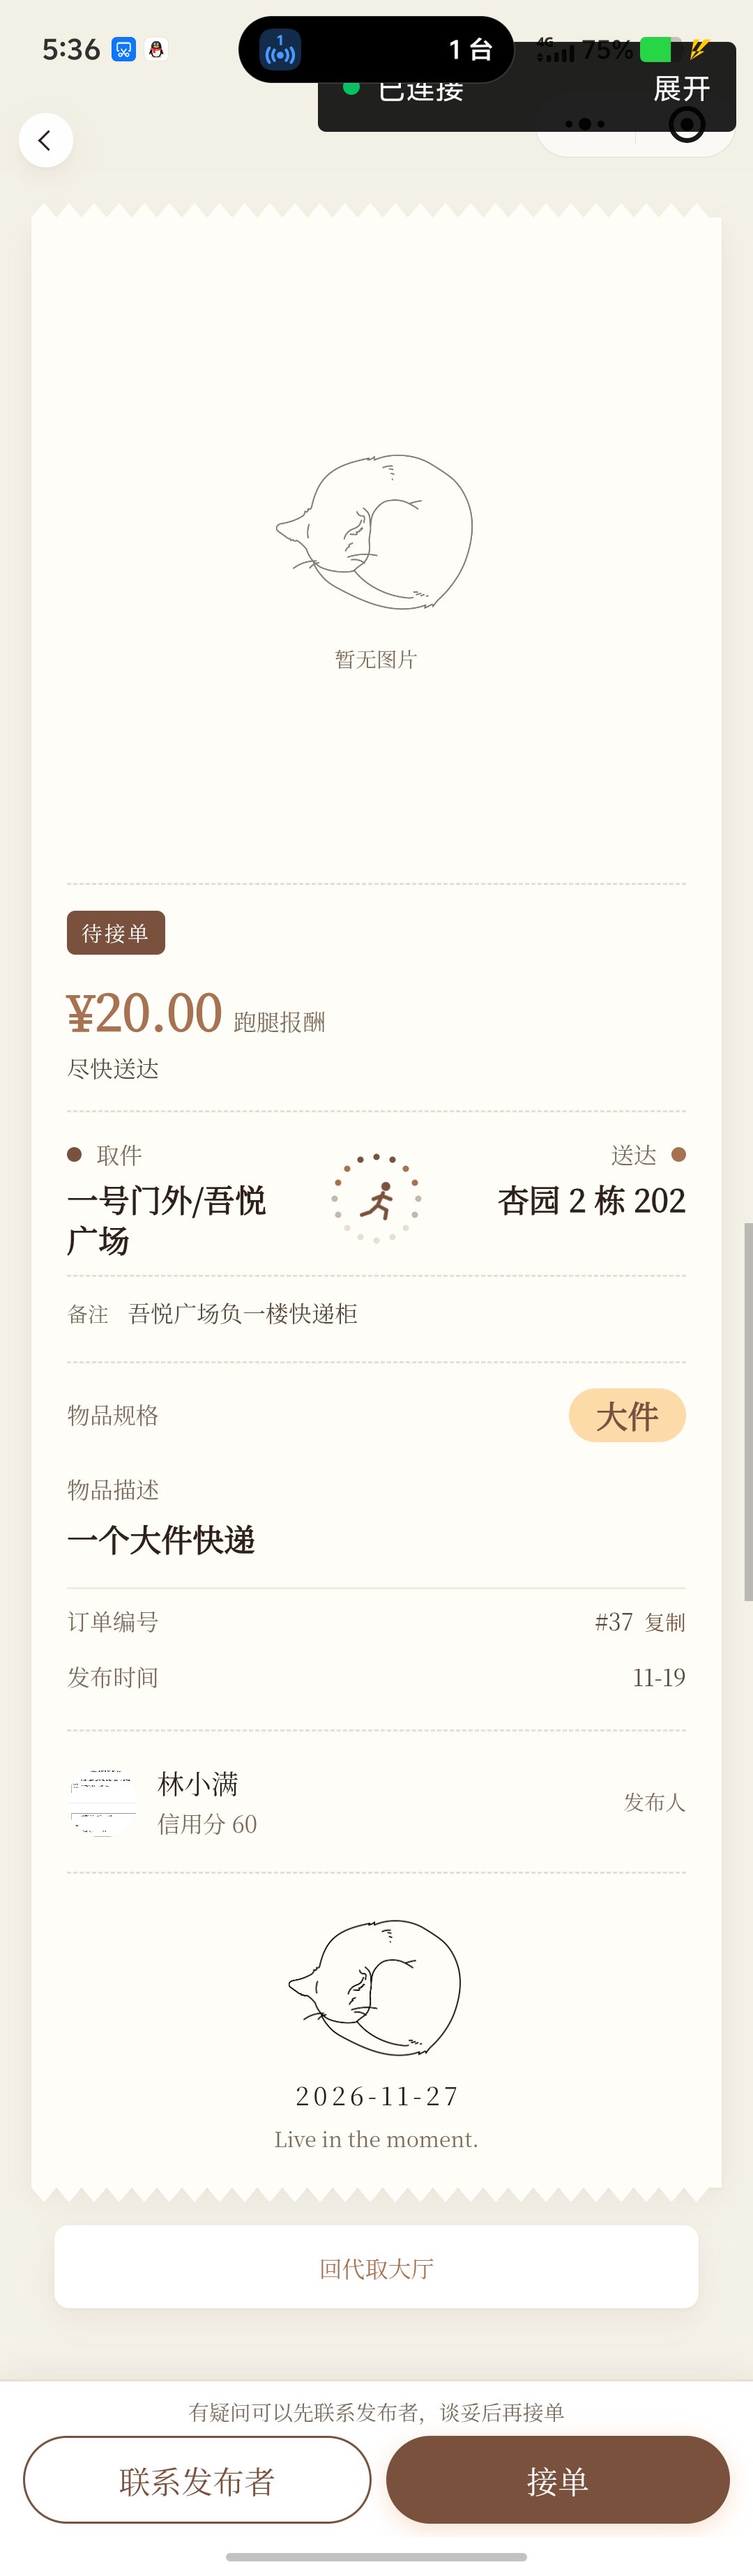 5:36
1
1 台
4G
75%
已连接
展开
暂无图片
待接单
¥20.00 跑腿报酬
尽快送达
取件
送达
一号门外/吾悦
广场
杏园 2 栋 202
备注 吾悦广场负一楼快递柜
物品规格
大件
物品描述
一个大件快递
订单编号
#37 复制
发布时间
11-19
林小满
信用分 60
发布人
2026-11-27
Live in the moment.
回代取大厅
有疑问可以先联系发布者，谈妥后再接单
联系发布者
接单